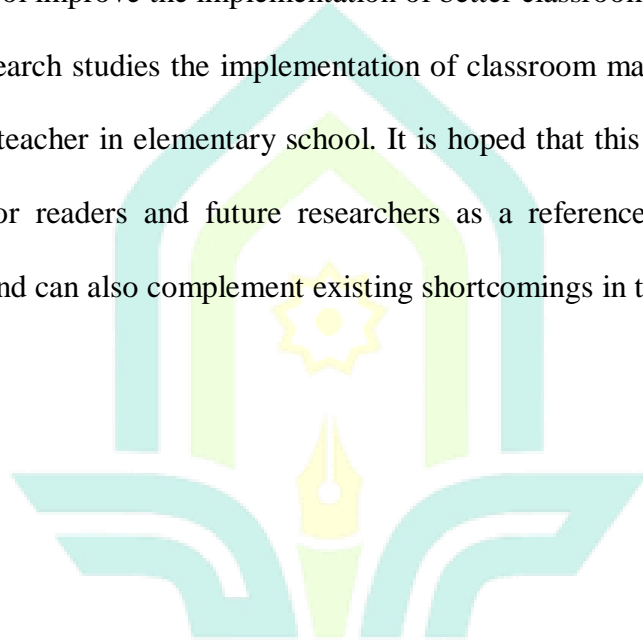 of improve the implementation of better classroom
earch studies the implementation of classroom ma
teacher in elementary school. It is hoped that this
or readers and future researchers as a reference
nd can also complement existing shortcomings in t